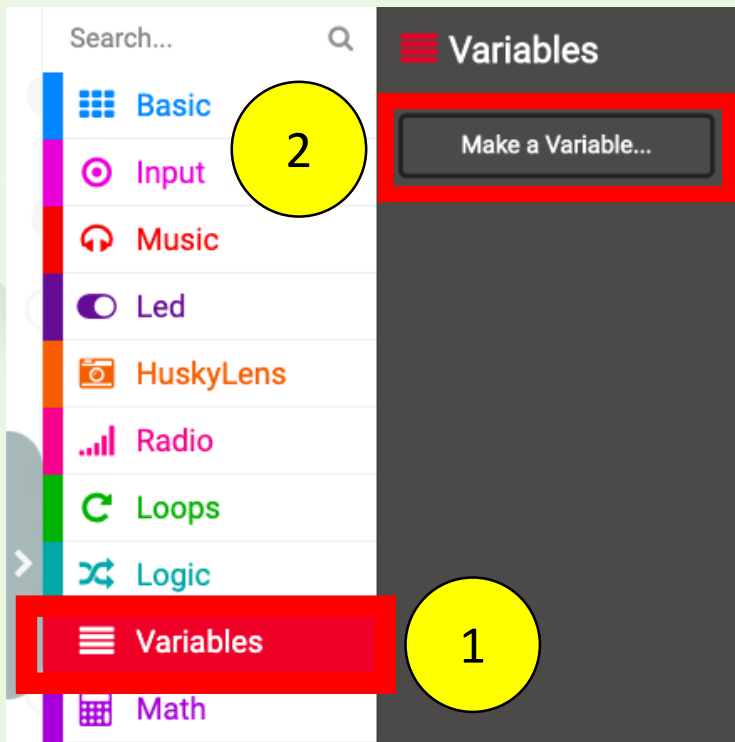 Search...
Basic
Input
Music
Led
HuskyLens
Radio
Loops
Logic
Variables
Math
1
Variables
2
Make a Variable...